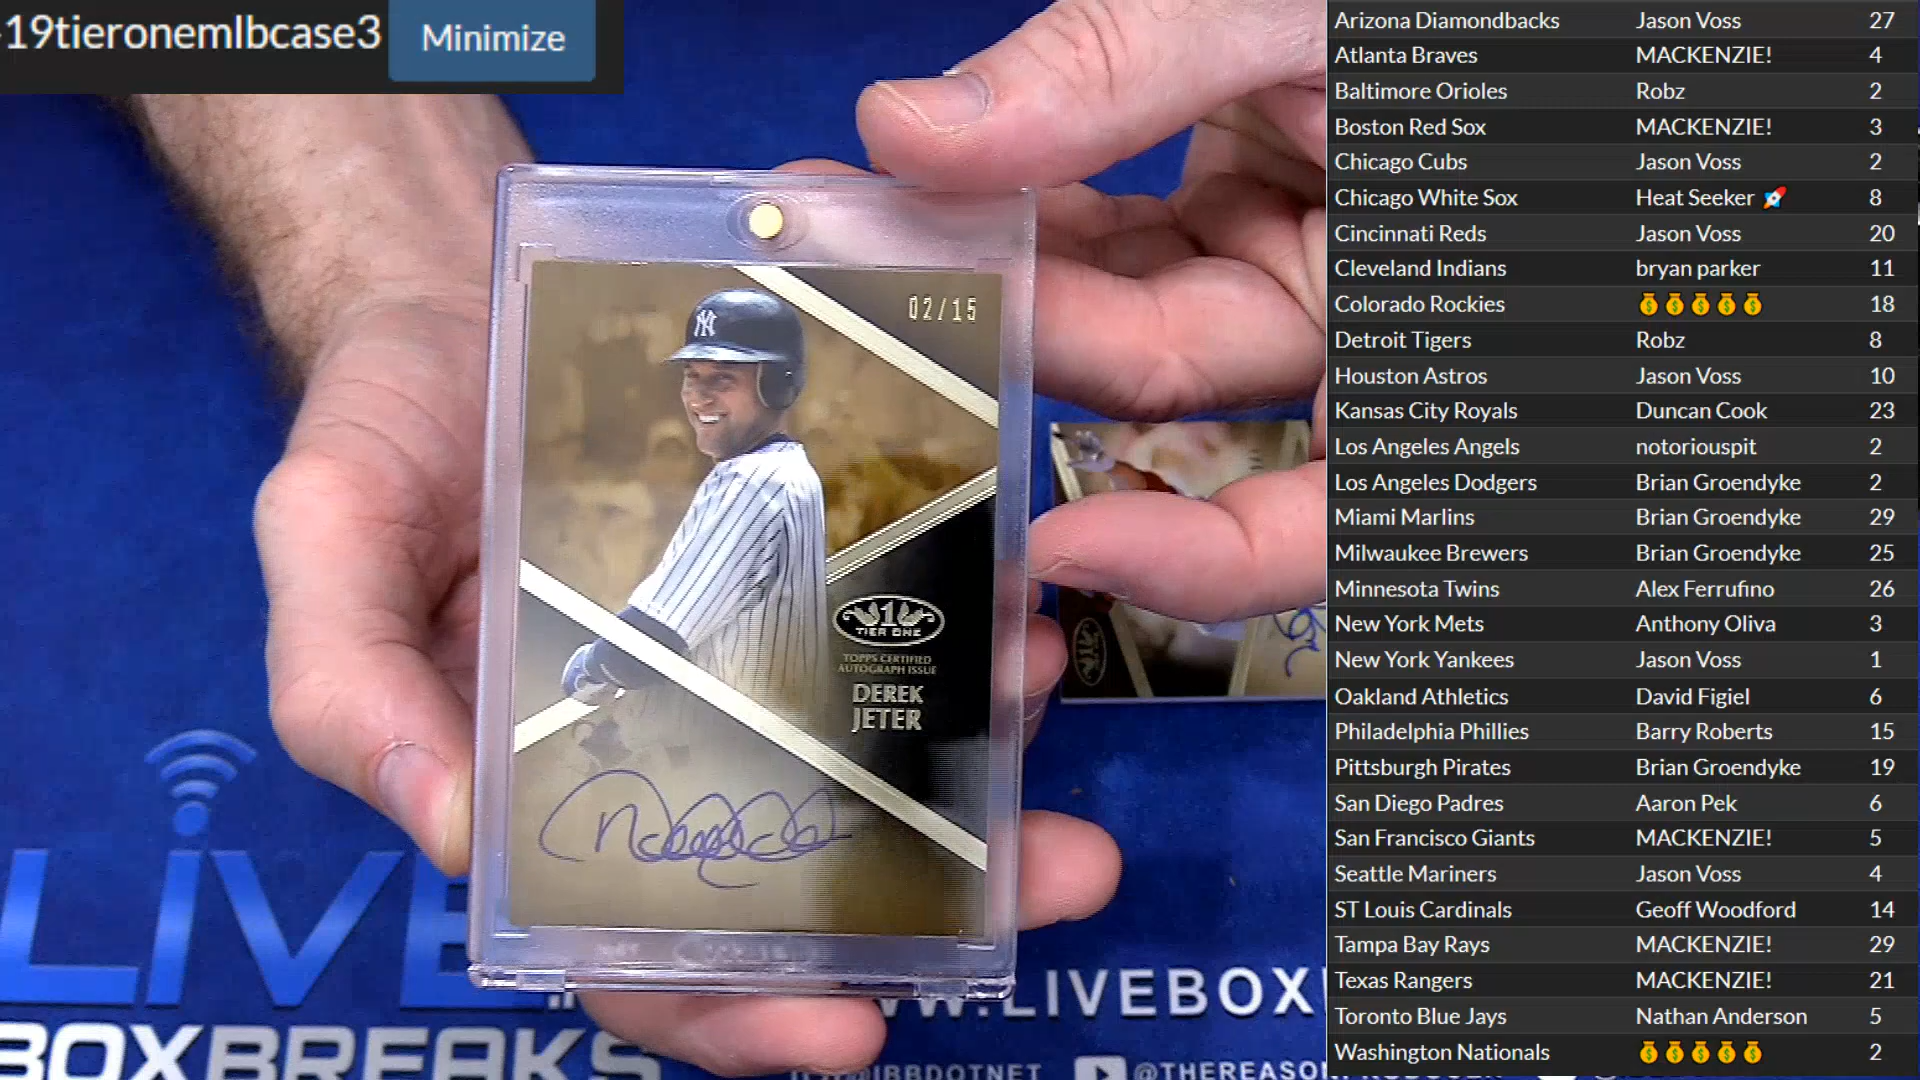 19tieronemlbcase3 Minimize
Arizona Diamondbacks Jason Voss 27
Atlanta Braves MACKENZIE! 4
Baltimore Orioles Robz 2
Boston Red Sox MACKENZIE! 3
Chicago Cubs Jason Voss 2
Chicago White Sox Heat Seeker 🚀 8
Cincinnati Reds Jason Voss 20
Cleveland Indians bryan parker 11
Colorado Rockies 💰💰💰💰💰 18
Detroit Tigers Robz 8
Houston Astros Jason Voss 10
Kansas City Royals Duncan Cook 23
Los Angeles Angels notoriouspit 2
Los Angeles Dodgers Brian Groendyke 2
Miami Marlins Brian Groendyke 29
Milwaukee Brewers Brian Groendyke 25
Minnesota Twins Alex Ferrufino 26
New York Mets Anthony Oliva 3
New York Yankees Jason Voss 1
Oakland Athletics David Figiel 6
Philadelphia Phillies Barry Roberts 15
Pittsburgh Pirates Brian Groendyke 19
San Diego Padres Aaron Pek 6
San Francisco Giants MACKENZIE! 5
Seattle Mariners Jason Voss 4
ST Louis Cardinals Geoff Woodford 14
Tampa Bay Rays MACKENZIE! 29
Texas Rangers MACKENZIE! 21
Toronto Blue Jays Nathan Anderson 5
Washington Nationals 💰💰💰💰💰 2
02/15
NY
1
TIER ONE
TOPPS CERTIFIED
AUTOGRAPH ISSUE
DEREK
JETER
LIVE
BOXBREAKS